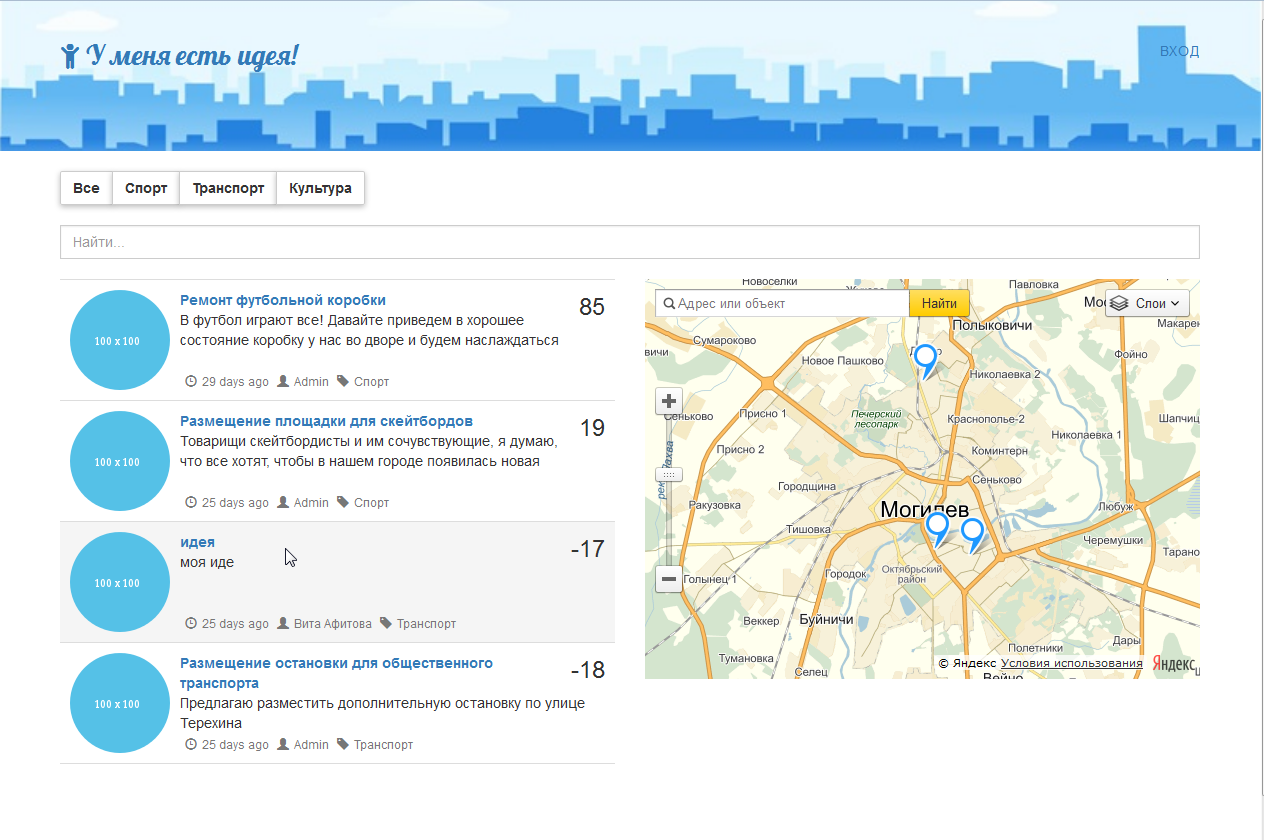 У меня есть идея!
ВХОД
Все Спорт Транспорт Культура
Найти...
100 x 100
Ремонт футбольной коробки
85
В футбол играют все! Давайте приведем в хорошее
состояние коробку у нас во дворе и будем наслаждаться
29 days ago Admin Спорт
100 x 100
Размещение площадки для скейтбордов
19
Товарищи скейтбордисты и им сочувствующие, я думаю,
что все хотят, чтобы в нашем городе появилась новая
25 days ago Admin Спорт
100 x 100
идея
-17
моя иде
25 days ago Вита Афитова Транспорт
100 x 100
Размещение остановки для общественного
транспорта
-18
Предлагаю разместить дополнительную остановку по улице
Терехина
25 days ago Admin Транспорт
Новоселки
Павловка
Адрес или объект
Найти
Слои
Макарен
Полыковичи
Сумароково
вичи
Новое Пашково
Фойно
Николаевка 2
Сеньково
Присно 1
Печерский
лесопарк
Краснополье-2
Шапчиц
Николаевка 1
Присно 2
Коминтерн
Городщина
Сеньково
Ракузовка
Могилев
Любуж
Тишовка
Черемушки
Тарано
Голынец 1
Городок
Октябрьский
район
Веккер
Буйничи
Дары
Полетники
Тумановка
Селец
© Яндекс Условия использования
Яндекс
Вейно